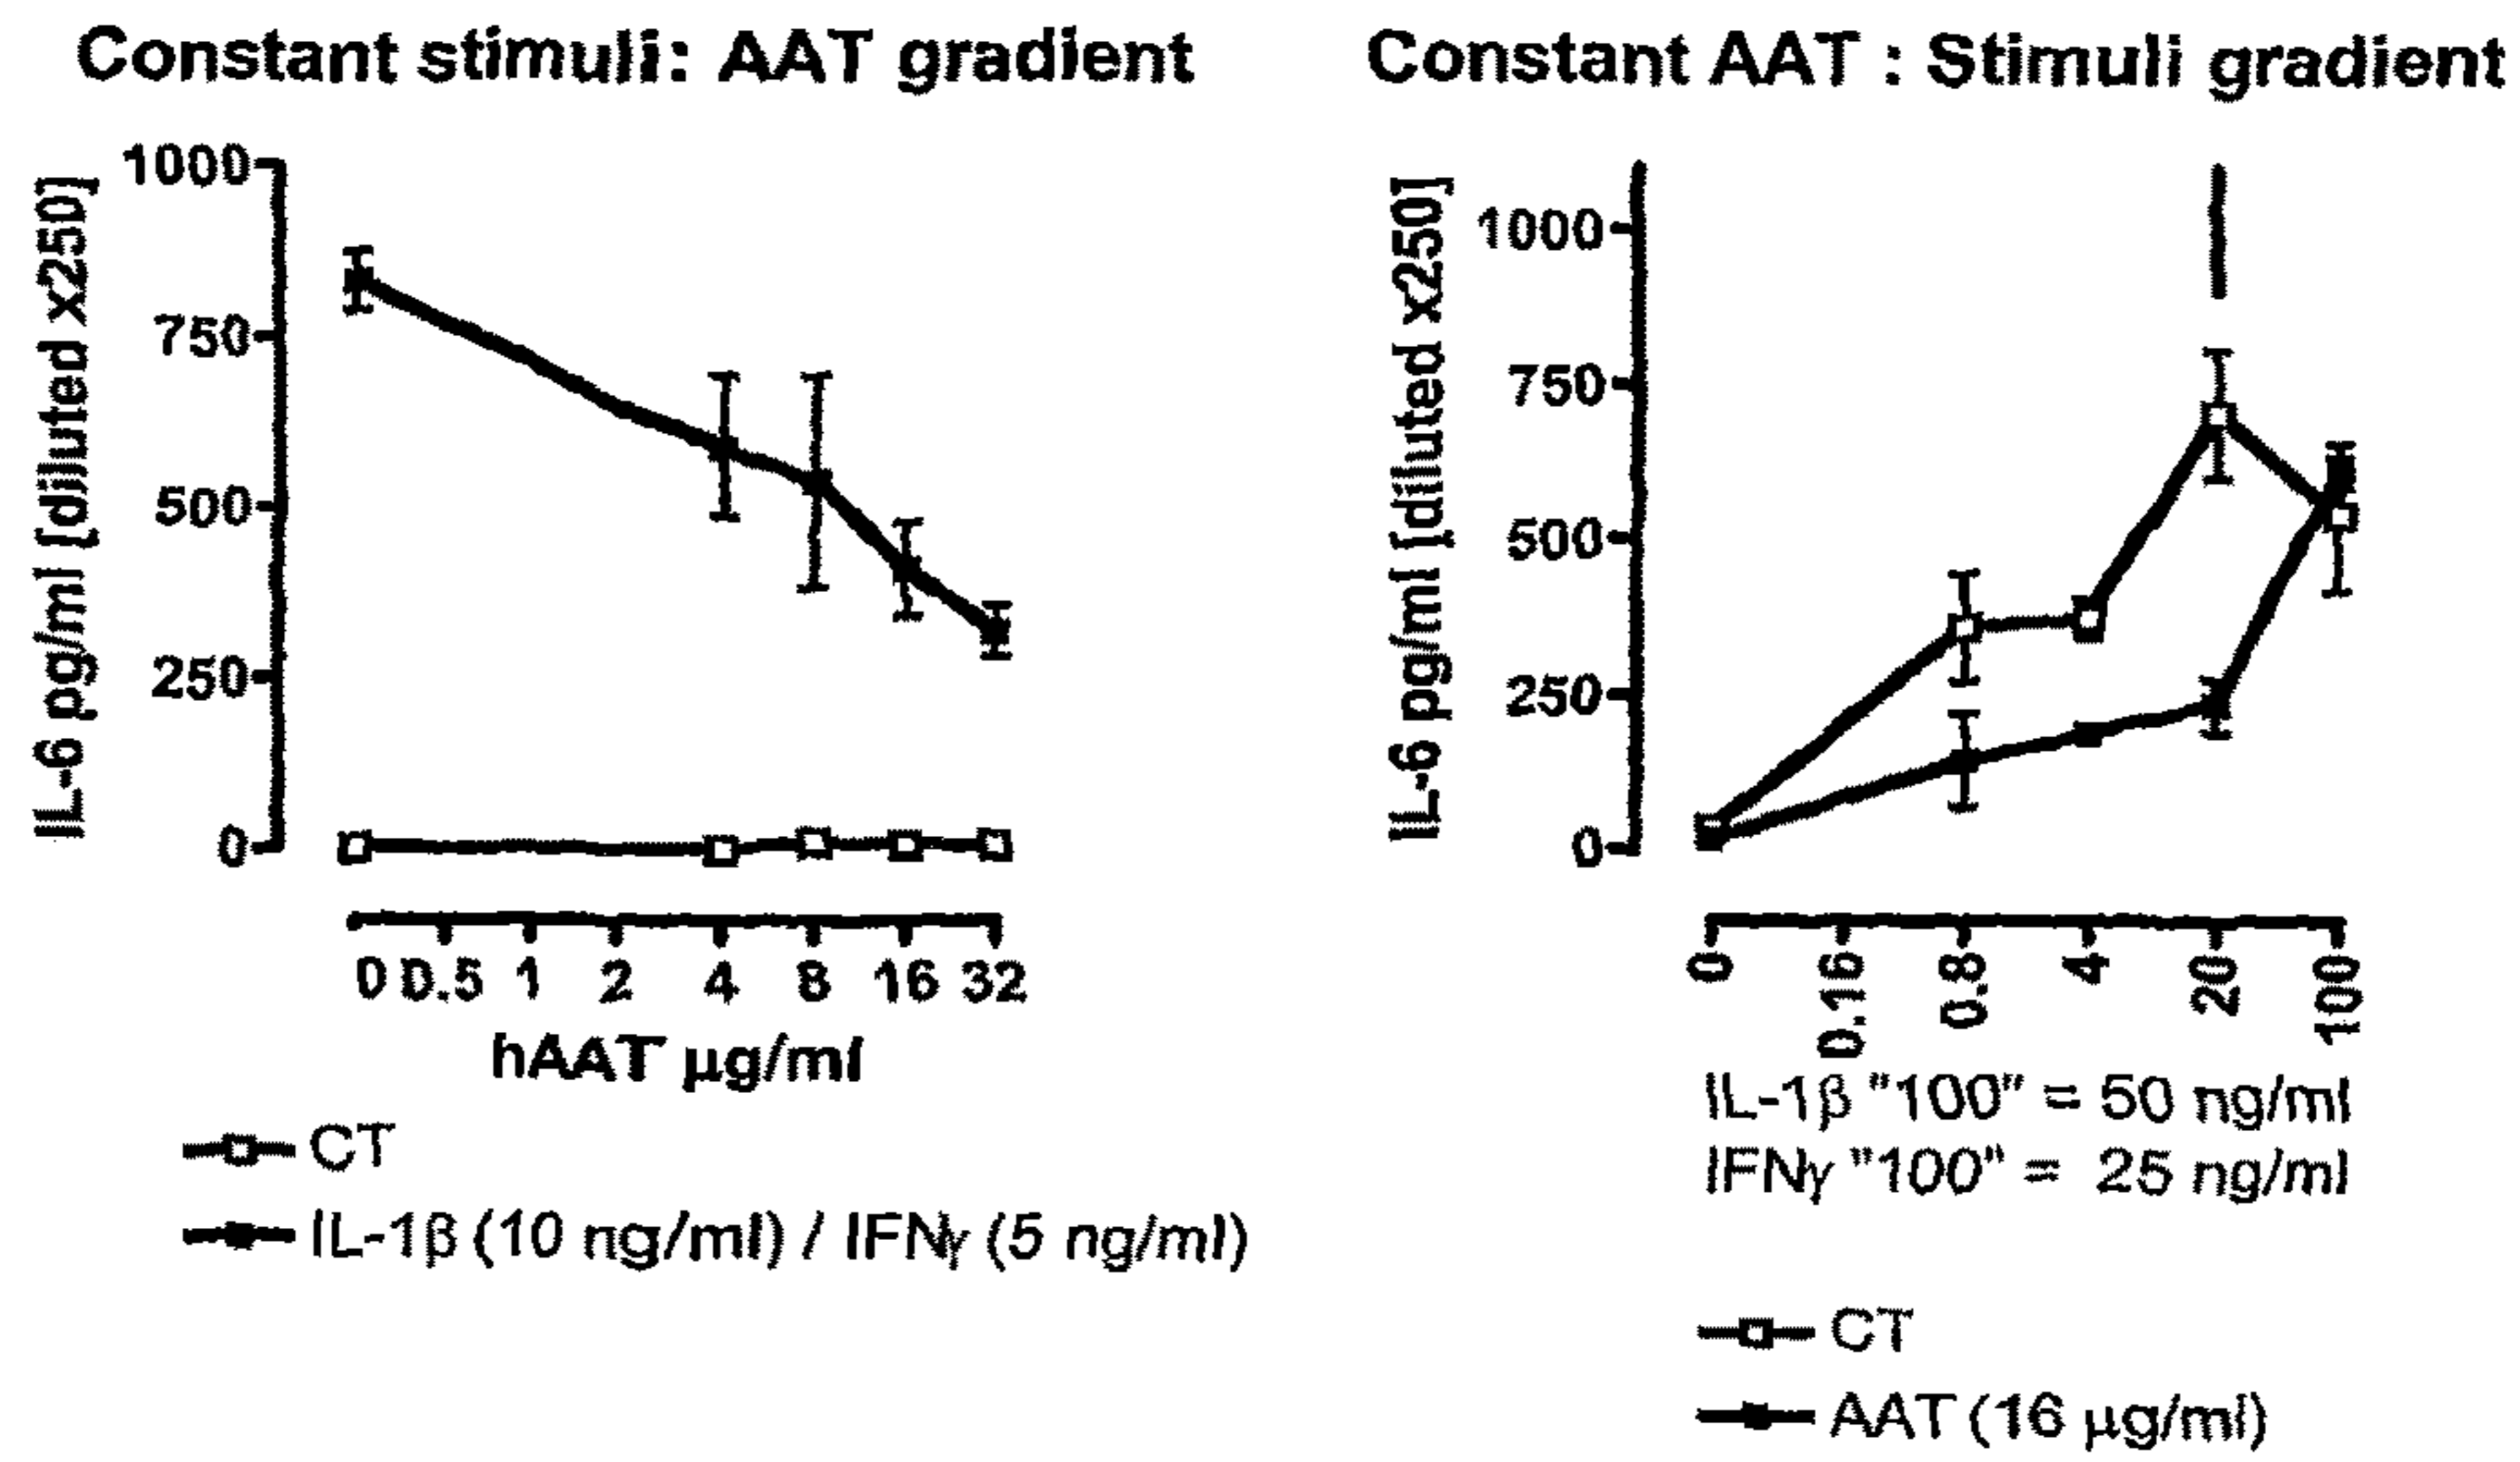 Constant stimuli: AAT gradient
IL-6 pg/ml [diluted x250]
1000
750
500
250
0
0 0.5 1 2 4 8 16 32
hAAT µg/ml
CT
IL-1β (10 ng/ml) / IFNγ (5 ng/ml)
Constant AAT : Stimuli gradient
IL-6 pg/ml [diluted x250]
1000
750
500
250
0
0 0.16 0.8 4 20 100
IL-1β "100" = 50 ng/ml
IFNγ "100" = 25 ng/ml
CT
AAT (16 µg/ml)